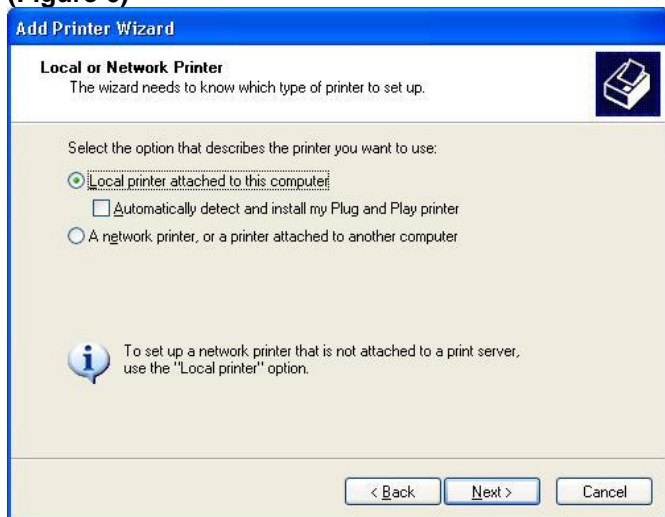 Add Printer Wizard
Local or Network Printer
The wizard needs to know which type of printer to set up.
Select the option that describes the printer you want to use:
Local printer attached to this computer
Automatically detect and install my Plug and Play printer
A network printer, or a printer attached to another computer
To set up a network printer that is not attached to a print server,
use the "Local printer" option.
< Back Next > Cancel